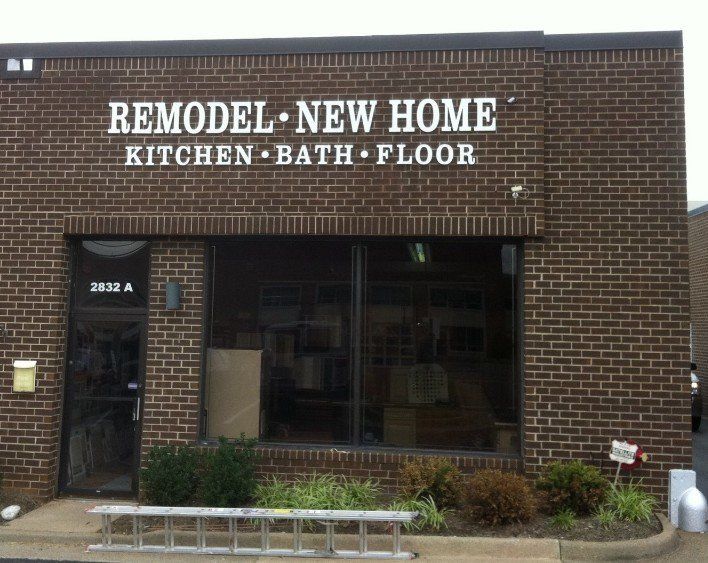 REMODEL · NEW HOME
KITCHEN · BATH · FLOOR
2832 A